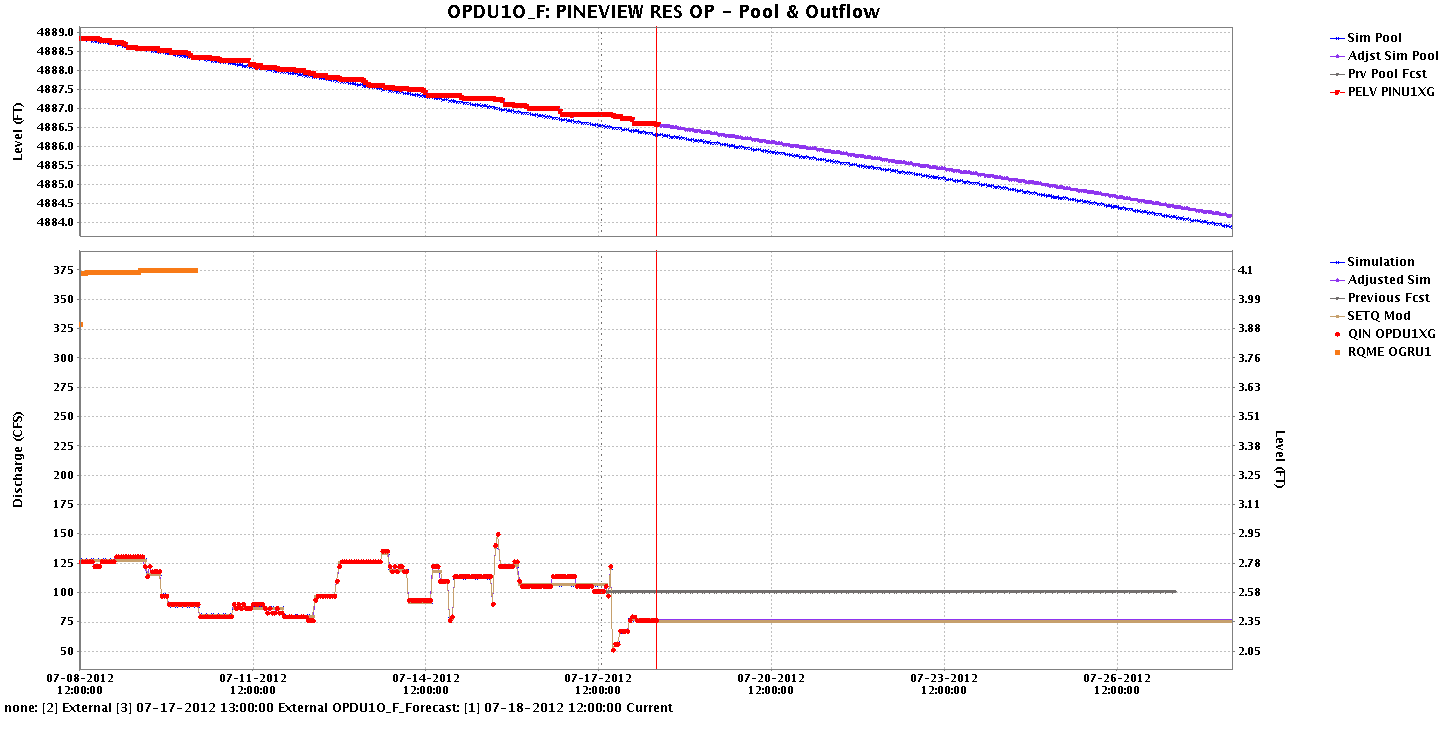 OPDU1O_F: PINEVIEW RES OP - Pool & Outflow
4889.0
4888.5
4888.0
4887.5
4887.0
4886.5
4886.0
4885.5
4885.0
4884.5
4884.0
Level (FT)
Sim Pool
Adjst Sim Pool
Prv Pool Fcst
PELV PINU1XG
375
350
325
300
275
250
225
200
175
150
125
100
75
50
Discharge (CFS)
4.1
3.99
3.88
3.76
3.63
3.51
3.38
3.25
3.11
2.95
2.78
2.58
2.35
2.05
Level (FT)
Simulation
Adjusted Sim
Previous Fcst
SETQ Mod
QIN OPDU1XG
RQME OGRU1
07-08-2012 07-11-2012 07-14-2012 07-17-2012 07-20-2012 07-23-2012 07-26-2012
12:00:00 12:00:00 12:00:00 12:00:00 12:00:00 12:00:00 12:00:00
none: [2] External [3] 07-17-2012 13:00:00 External OPDU1O_F_Forecast: [1] 07-18-2012 12:00:00 Current